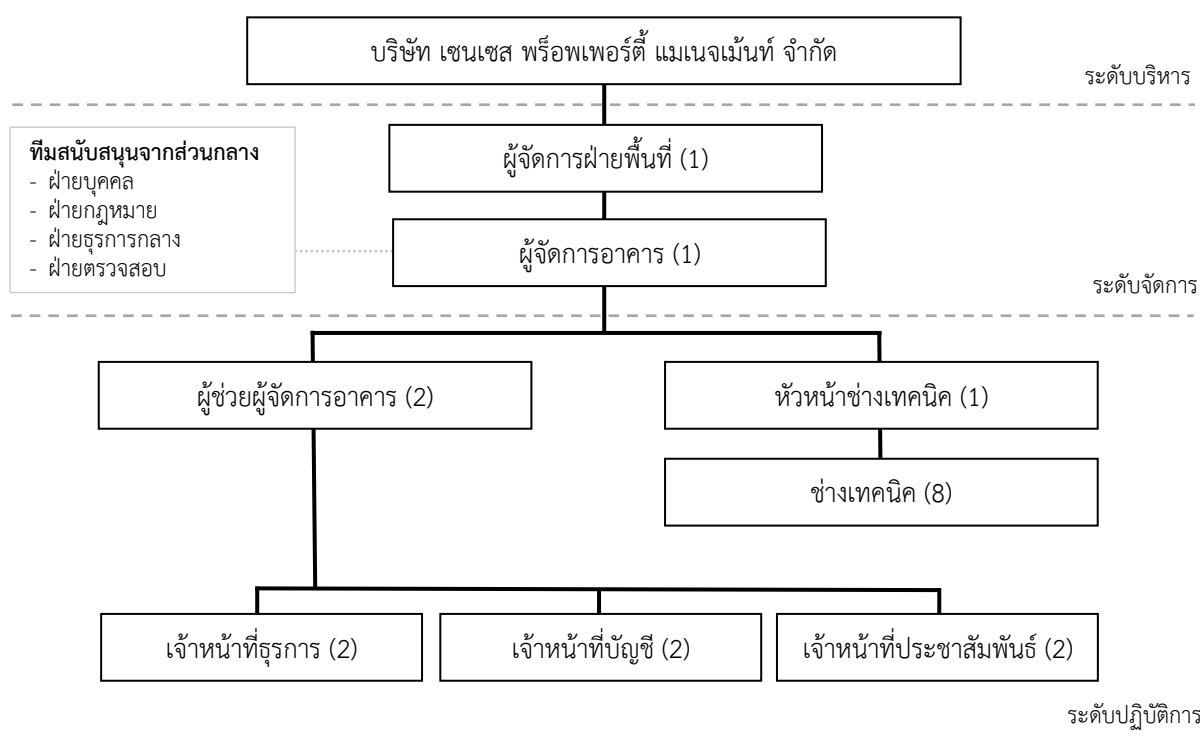 บริษัท เซนเซส พร็อพเพอร์ตี้ แมเนจเม้นท์ จำกัด
ระดับบริหาร
ผู้จัดการฝ่ายพื้นที่ (1)
ทีมสนับสนุนจากส่วนกลาง
- ฝ่ายบุคคล
- ฝ่ายกฎหมาย
- ฝ่ายธุรการกลาง
- ฝ่ายตรวจสอบ
ผู้จัดการอาคาร (1)
ระดับจัดการ
ผู้ช่วยผู้จัดการอาคาร (2)
หัวหน้าช่างเทคนิค (1)
ช่างเทคนิค (8)
เจ้าหน้าที่ธุรการ (2)
เจ้าหน้าที่บัญชี (2)
เจ้าหน้าที่ประชาสัมพันธ์ (2)
ระดับปฏิบัติการ